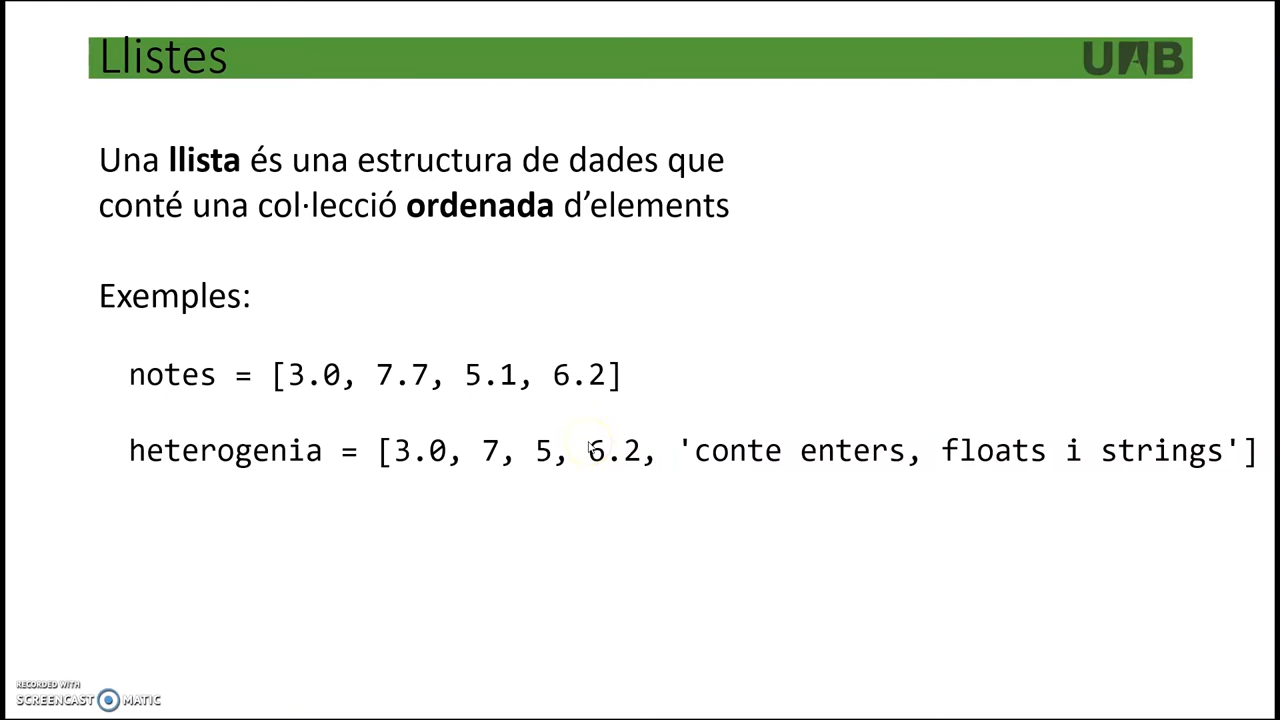 Llistes
UAB
Una llista és una estructura de dades que
conté una col·lecció ordenada d’elements
Exemples:
notes = [3.0, 7.7, 5.1, 6.2]
heterogenia = [3.0, 7, 5, 6.2, 'conte enters, floats i strings']
RECORDED WITH
SCREENCAST MATIC